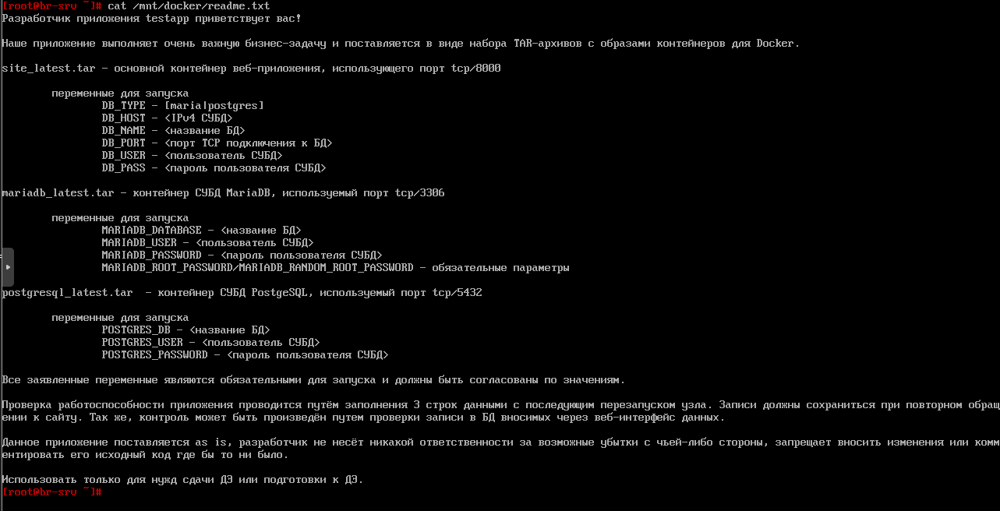 [root@br-srv ~]# cat /mnt/docker/readme.txt
Разработчик приложения testapp приветствует вас!
Наше приложение выполняет очень важную бизнес-задачу и поставляется в виде набора TAR-архивов с образами контейнеров для Docker.
site_latest.tar - основной контейнер веб-приложения, использующего порт tcp/8000
переменные для запуска
DB_TYPE - [maria|postgres]
DB_HOST - <IPv4 СУБД>
DB_NAME - <название БД>
DB_PORT - <порт TCP подключения к БД>
DB_USER - <пользователь СУБД>
DB_PASS - <пароль пользователя СУБД>
mariadb_latest.tar - контейнер СУБД MariaDB, используемый порт tcp/3306
переменные для запуска
MARIADB_DATABASE - <название БД>
MARIADB_USER - <пользователь СУБД>
MARIADB_PASSWORD - <пароль пользователя СУБД>
MARIADB_ROOT_PASSWORD/MARIADB_RANDOM_ROOT_PASSWORD - обязательные параметры
postgresql_latest.tar  - контейнер СУБД PostgeSQL, используемый порт tcp/5432
переменные для запуска
POSTGRES_DB - <название БД>
POSTGRES_USER - <пользователь СУБД>
POSTGRES_PASSWORD - <пароль пользователя СУБД>
Все заявленные переменные являются обязательными для запуска и должны быть согласованы по значениям.
Проверка работоспособности приложения проводится путём заполнения 3 строк данными с последующим перезапуском узла. Записи должны сохраниться при повторном обращ
ении к сайту. Так же, контроль может быть произведён путем проверки записи в БД вносимых через веб-интерфейс данных.
Данное приложение поставляется as is, разработчик не несёт никакой ответственности за возможные убытки с чьей-либо стороны, запрещает вносить изменения или комм
ентировать его исходный код где бы то ни было.
Использовать только для нужд сдачи ДЭ или подготовки к ДЭ.
[root@br-srv ~]#